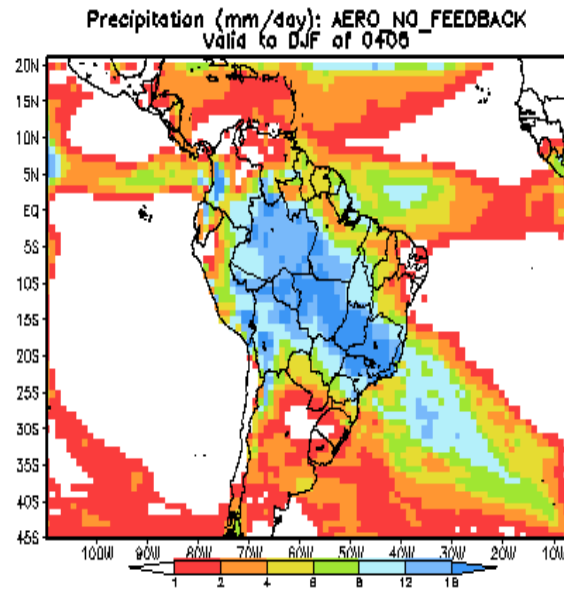 Precipitation (mm/day): AERO_NO_FEEDBACK
Valid to DJF of 0406
20N
15N
10N
5N
EQ
5S
10S
15S
20S
25S
30S
35S
40S
45S
100W 90W 80W 70W 60W 50W 40W 30W 20W 10W
1 2 4 6 8 12 16